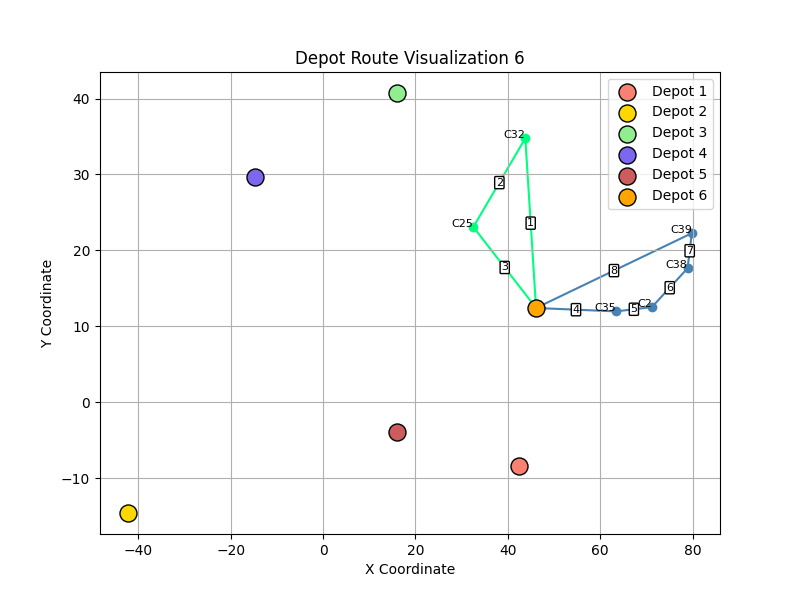 Depot Route Visualization 6
Y Coordinate
40
30
20
10
0
−10
−40
−20
0
20
40
60
80
X Coordinate
Depot 1
Depot 2
Depot 3
Depot 4
Depot 5
Depot 6
C32
2
1
C25
3
C39
7
C38
8
6
C2
5
C35
4